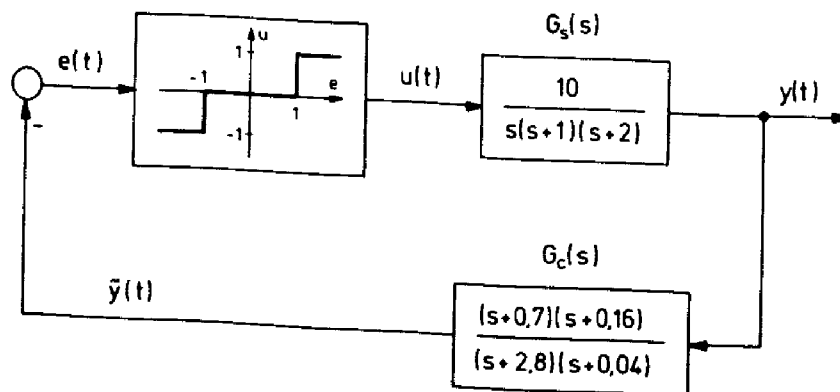 G_s(s)
e(t)
u
1
-1
e
1
-1
u(t)
10
s(s+1)(s+2)
y(t)
-
G_c(s)
ỹ(t)
(s+0,7)(s+0,16)
(s+2,8)(s+0,04)